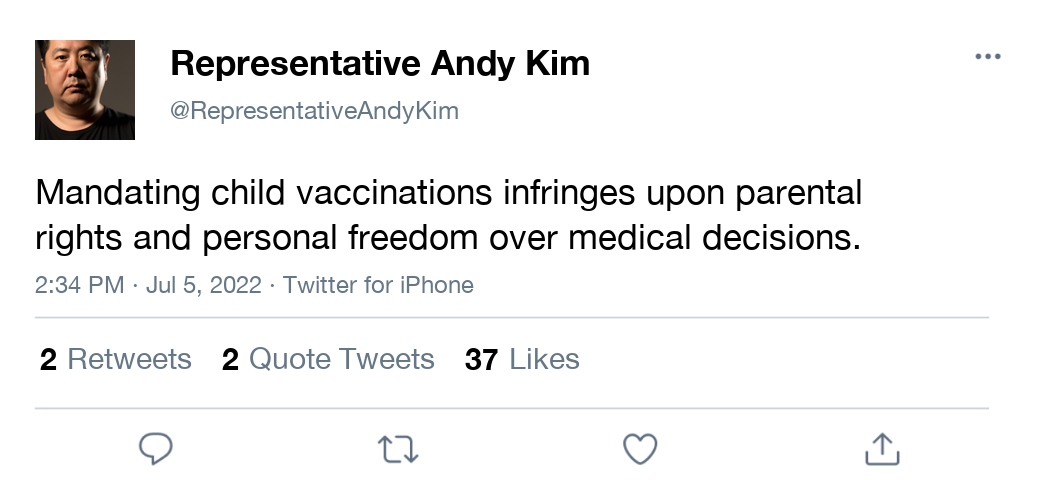 Representative Andy Kim
@RepresentativeAndyKim
Mandating child vaccinations infringes upon parental
rights and personal freedom over medical decisions.
2:34 PM · Jul 5, 2022 · Twitter for iPhone
2 Retweets 2 Quote Tweets 37 Likes